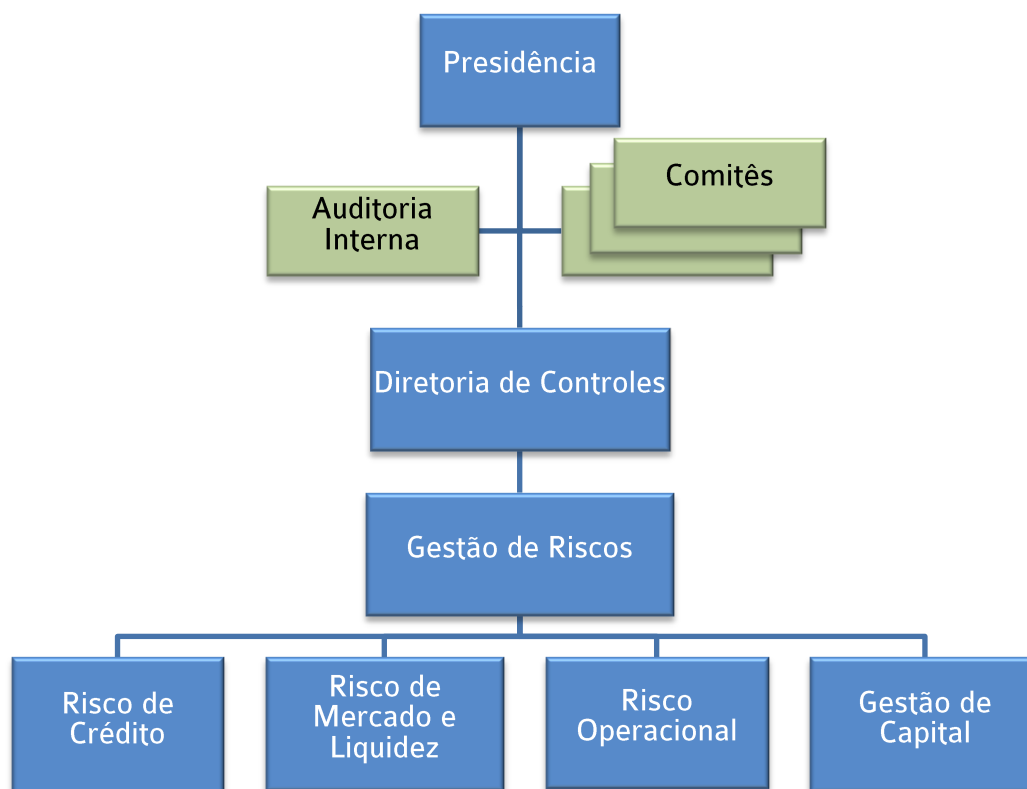 Presidência
Comitês
Auditoria
Interna
Diretoria de Controles
Gestão de Riscos
Risco de
Crédito
Risco de
Mercado e
Liquidez
Risco
Operacional
Gestão de
Capital